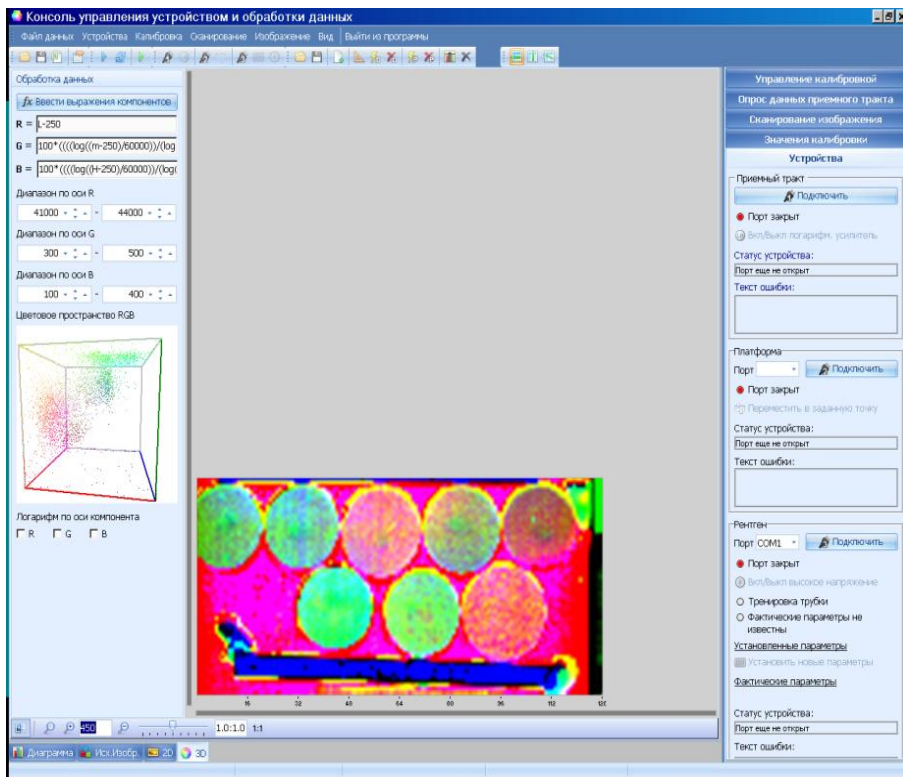 Консоль управления устройством и обработки данных
Файл данных Устройства Калибровка Сканирование Изображение Вид Выйти из программы
Обработка данных
fx Ввести выражения компонентов
R = L-250
G = 100*((((log((m-250)/60000))/(log
B = 100*((((log((H-250)/60000))/(log(
Диапазон по оси R
41000 - 44000
Диапазон по оси G
300 - 500
Диапазон по оси B
100 - 400
Цветовое пространство RGB
Логарифм по оси компонента
R G B
16 32 48 64 80 96 112 128
450 1.0:1.0 1:1
Диаграмма Исх.Изобр. 2D 3D
Управление калибровкой
Опрос данных приемного тракта
Сканирование изображения
Значения калибровки
Устройства
Приемный тракт
Подключить
Порт закрыт
Вкл/Выкл логарифм. усилитель
Статус устройства:
Порт еще не открыт
Текст ошибки:
Платформа
Порт Подключить
Порт закрыт
Переместить в заданную точку
Статус устройства:
Порт еще не открыт
Текст ошибки:
Рентген
Порт COM1 Подключить
Порт закрыт
Вкл/Выкл высокое напряжение
Тренировка трубки
Фактические параметры не
известны
Установленные параметры
Установить новые параметры
Фактические параметры
Статус устройства:
Порт еще не открыт
Текст ошибки: